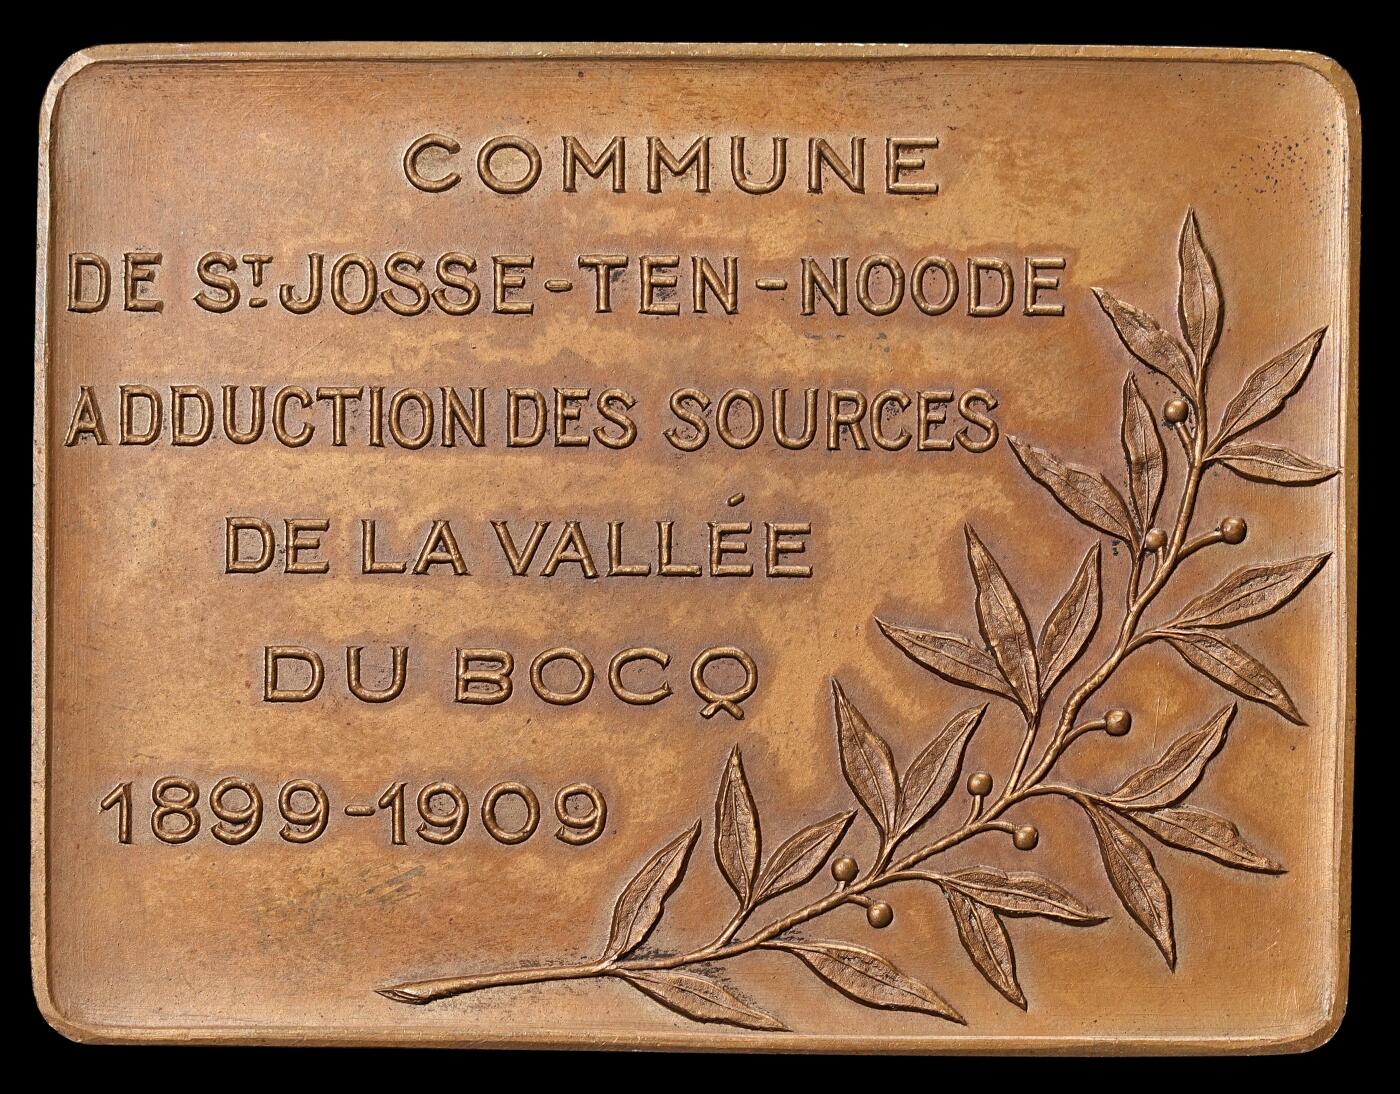 COMMUNE
DE ST JOSSE-TEN-NOODE
ADDUCTION DES SOURCES
DE LA VALLÉE
DU BOCQ
1899-1909